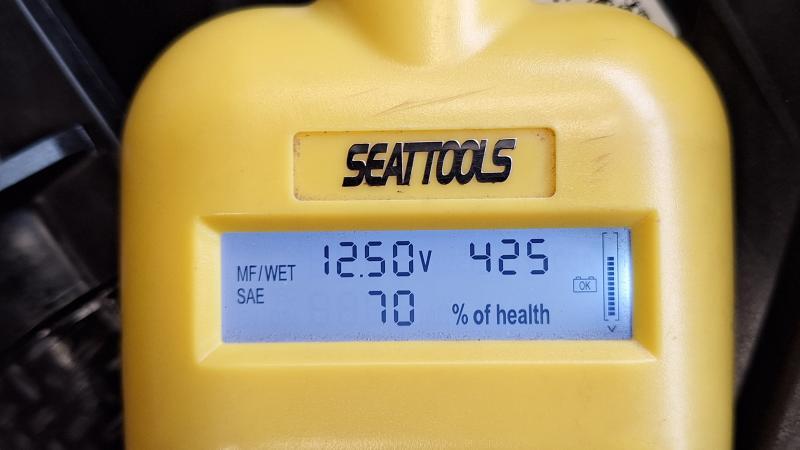 SEATTOOLS
MF/WET 12.50V 425
SAE 70 % of health
OK